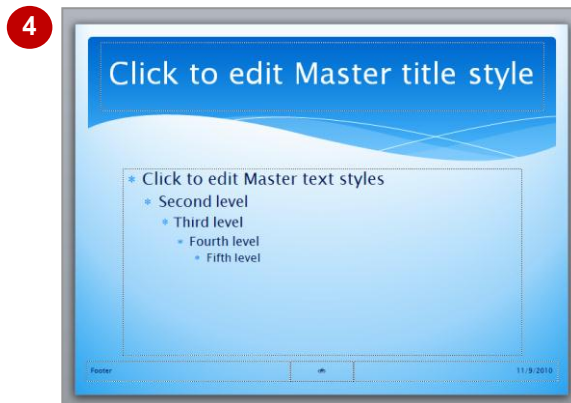 4
Click to edit Master title style
* Click to edit Master text styles
* Second level
* Third level
* Fourth level
* Fifth level
Footer
11/9/2010